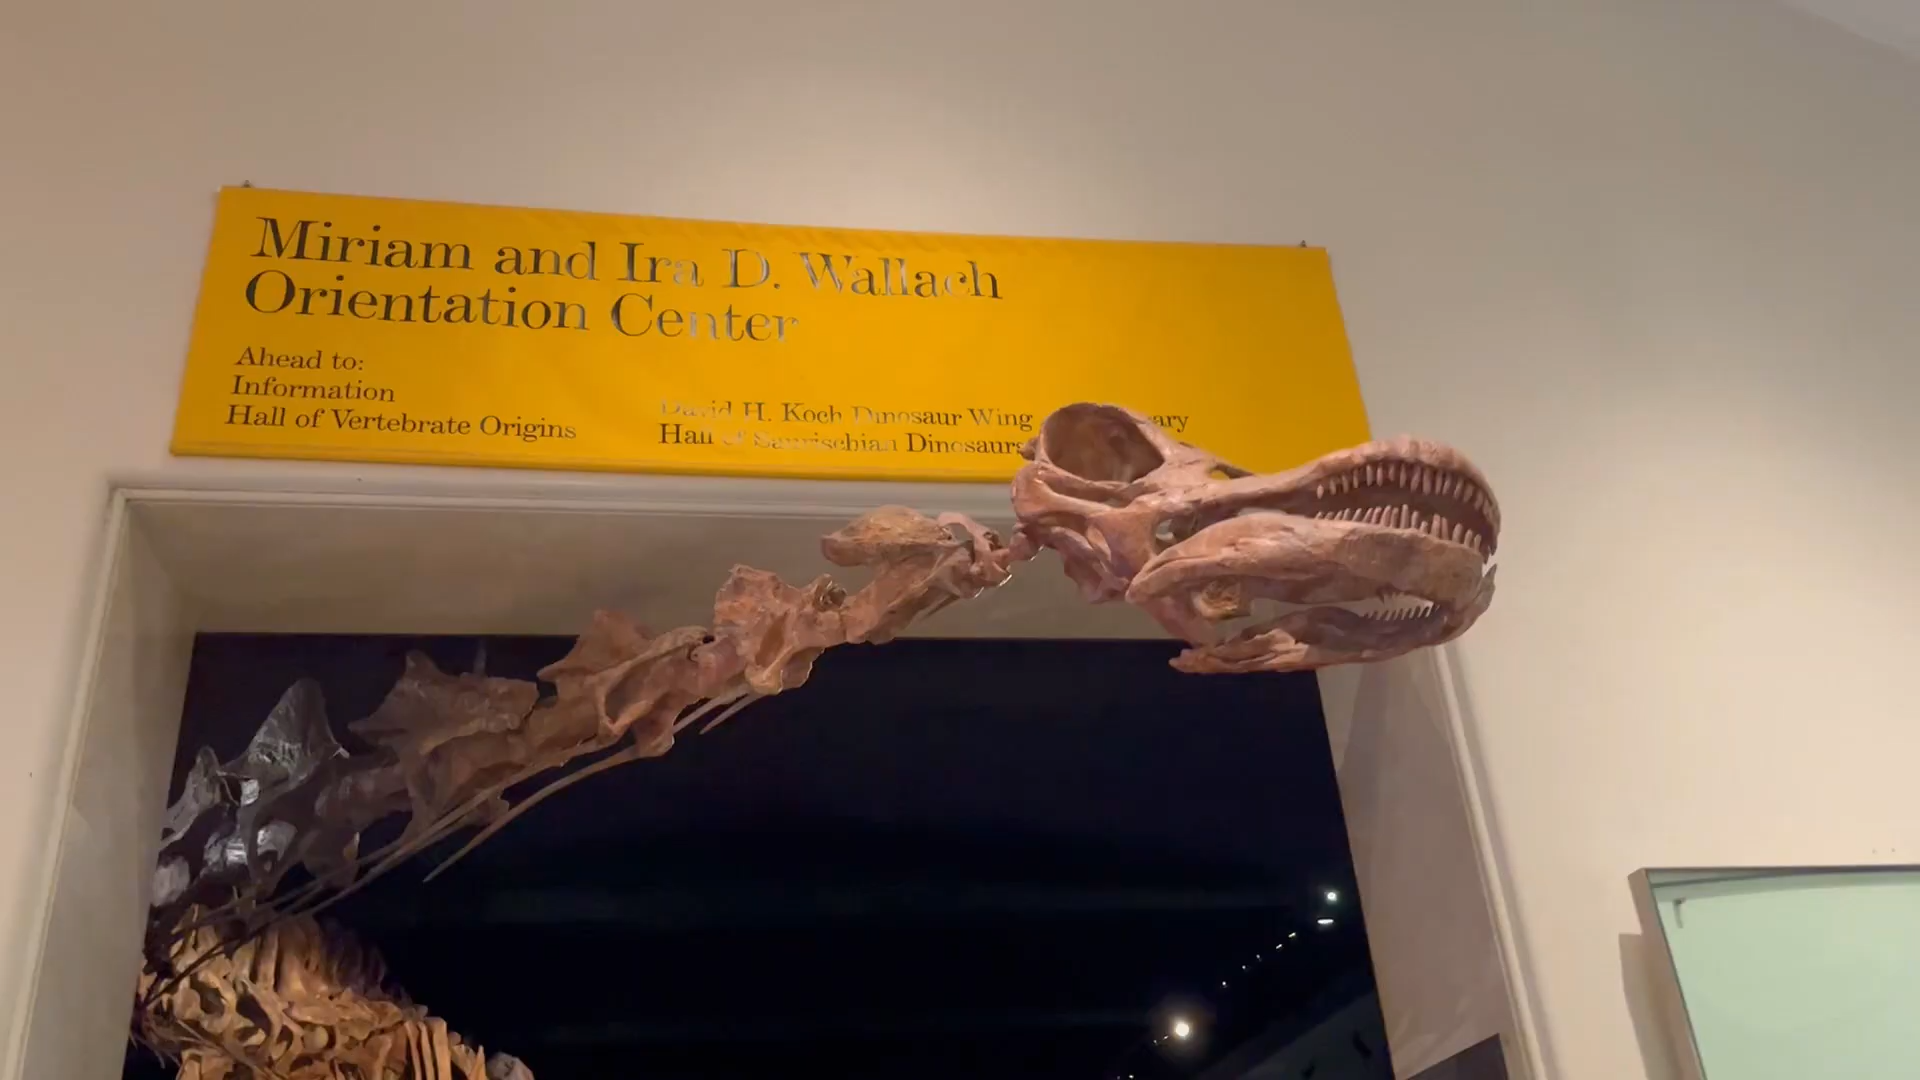 Miriam and Ira D. Wallach
Orientation Center
Ahead to:
Information
Hall of Vertebrate Origins
David H. Koch Dinosaur Wing
Hall of Saurischian Dinosaurs